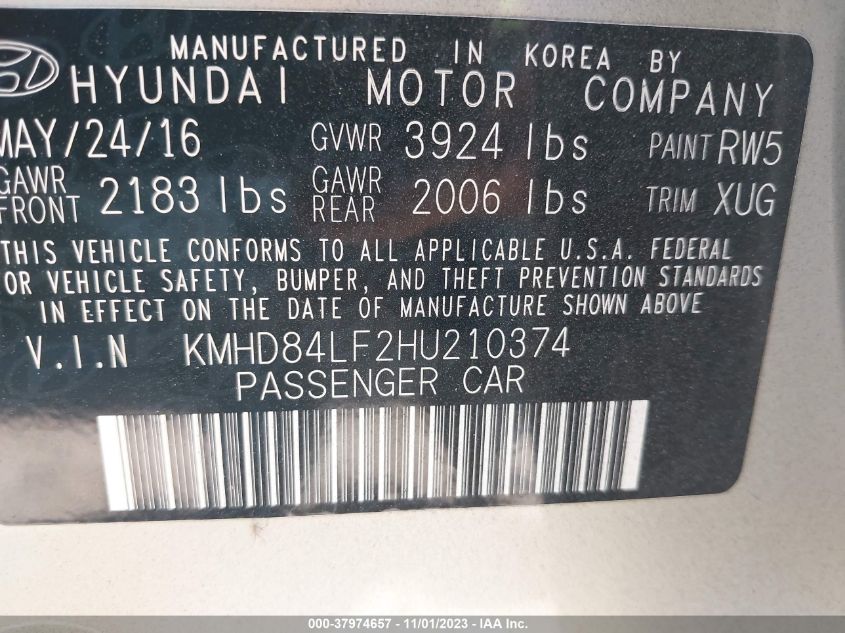 MANUFACTURED IN KOREA BY
HYUNDAI MOTOR COMPANY
MAY/24/16 GVWR 3924 lbs PAINT RW5
GAWR FRONT 2183 lbs GAWR REAR 2006 lbs TRIM XUG
THIS VEHICLE CONFORMS TO ALL APPLICABLE U.S.A. FEDERAL
OR VEHICLE SAFETY, BUMPER, AND THEFT PREVENTION STANDARDS
IN EFFECT ON THE DATE OF MANUFACTURE SHOWN ABOVE
V.I.N KMHD84LF2HU210374
PASSENGER CAR
000-37974657 - 11/01/2023 - IAA Inc.